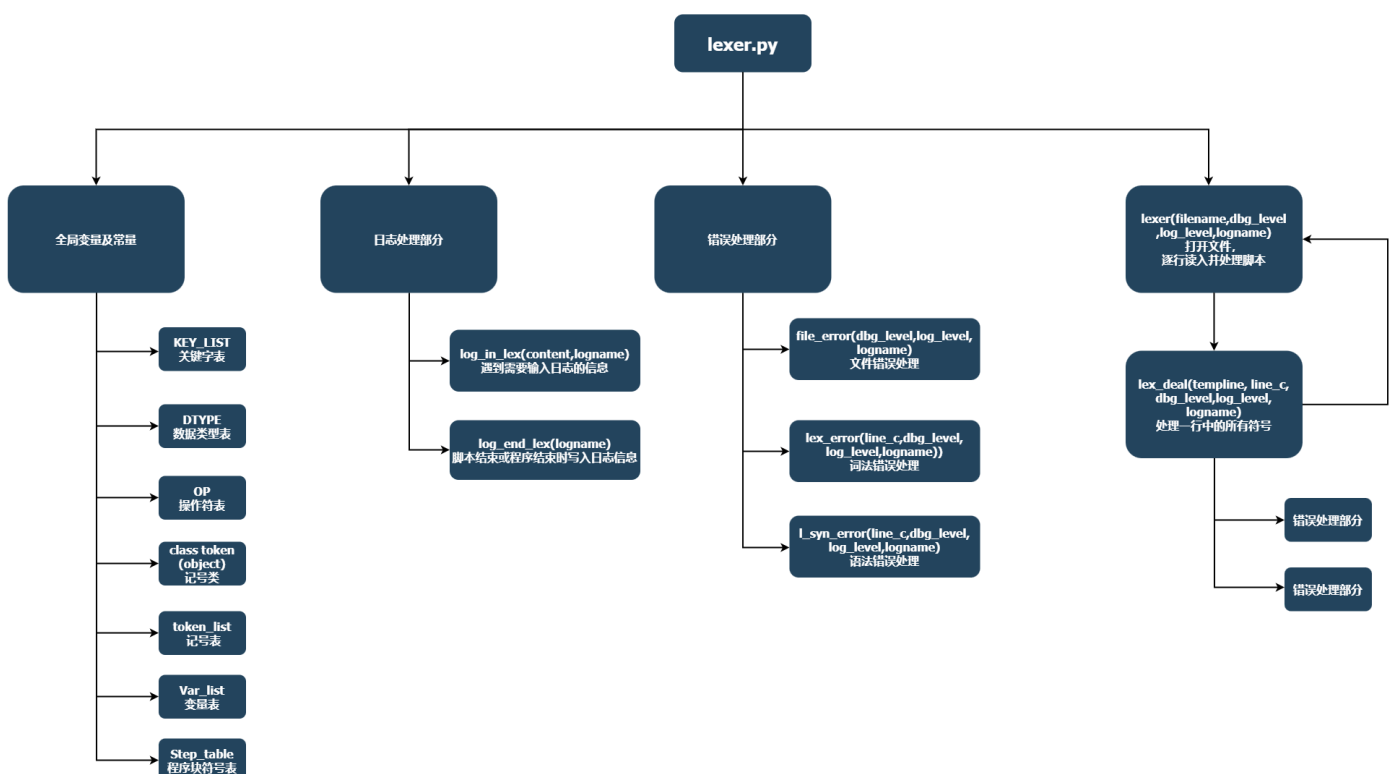 lexer.py
全局变量及常量
KEY_LIST
关键字表
DTYPE
数据类型表
OP
操作符表
class token
(object)
记号类
token_list
记号表
Var_list
变量表
Step_table
程序块符号表
日志处理部分
log_in_lex(content,logname)
遇到需要输入日志的信息
log_end_lex(logname)
脚本结束或程序结束时写入日志信息
错误处理部分
file_error(dbg_level,log_level,
logname)
文件错误处理
lex_error(line_c,dbg_level,
log_level,logname))
词法错误处理
l_syn_error(line_c,dbg_level,
log_level,logname)
语法错误处理
lexer(filename,dbg_level
,log_level,logname)
打开文件,
逐行读入并处理脚本
lex_deal(templine, line_c,
dbg_level,log_level,
logname)
处理一行中的所有符号
错误处理部分
错误处理部分